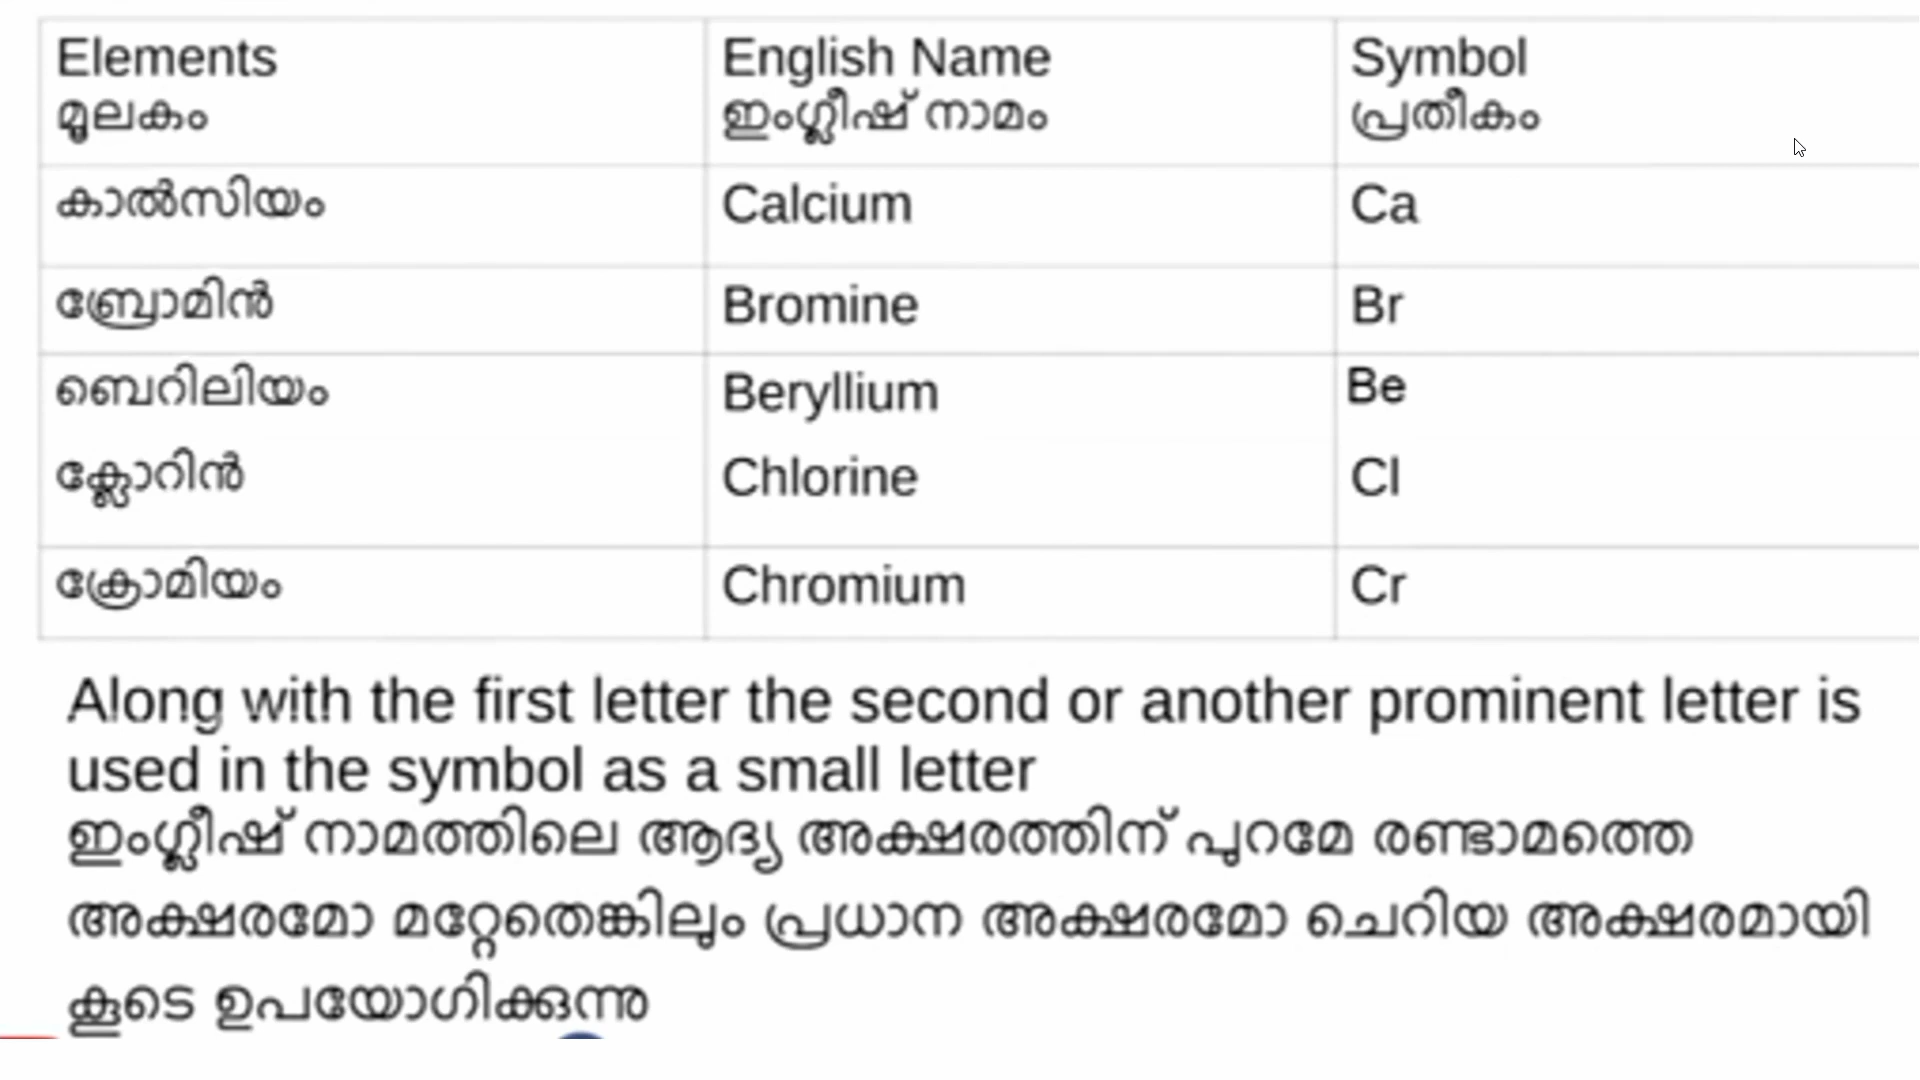 Elements English Name Symbol
മൂലകം ഇംഗ്ലീഷ് നാമം പ്രതീകം
കാൽസിയം Calcium Ca
ബ്രോമിൻ Bromine Br
ബെറിലിയം Beryllium Be
ക്ലോറിൻ Chlorine Cl
ക്രോമിയം Chromium Cr
Along with the first letter the second or another prominent letter is
used in the symbol as a small letter
ഇംഗ്ലീഷ് നാമത്തിലെ ആദ്യ അക്ഷരത്തിന് പുറമേ രണ്ടാമത്തെ
അക്ഷരമോ മറ്റേതെങ്കിലും പ്രധാന അക്ഷരമോ ചെറിയ അക്ഷരമായി
കൂടെ ഉപയോഗിക്കുന്നു